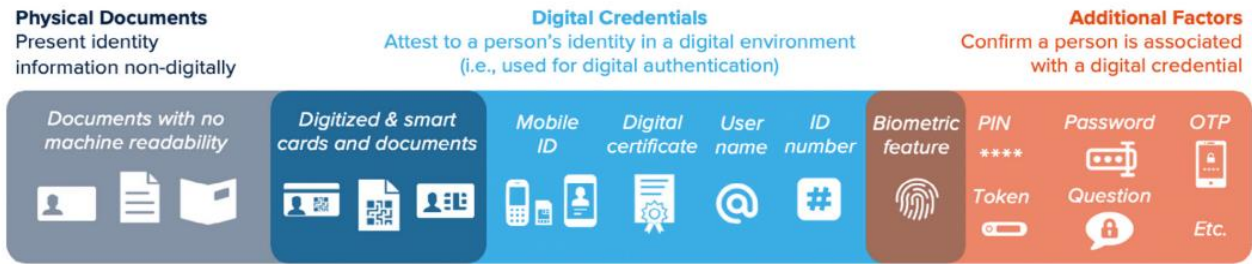 Physical Documents
Present identity
information non-digitally
Digital Credentials
Attest to a person's identity in a digital environment
(i.e., used for digital authentication)
Additional Factors
Confirm a person is associated
with a digital credential
Documents with no
machine readability
Digitized & smart
cards and documents
Mobile
ID
Digital
certificate
User
name
@
ID
number
#
Biometric
feature
PIN
****
Password
OTP
Token
Question
Etc.